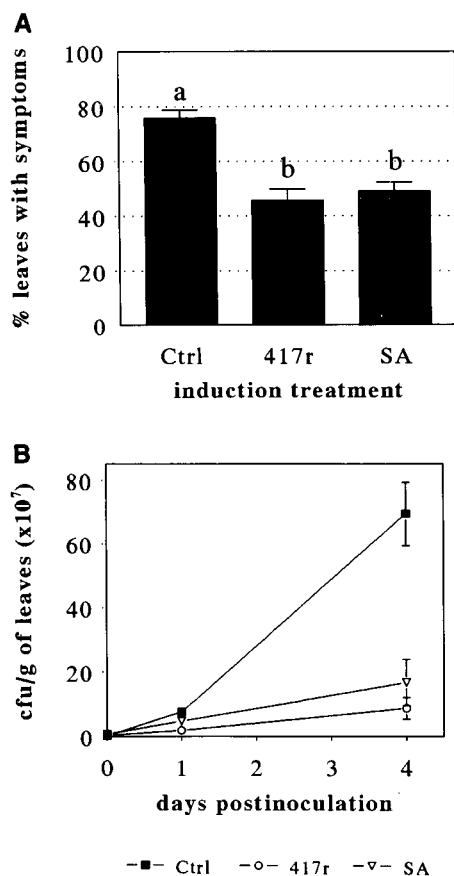 A
% leaves with symptoms
100
80
60
40
20
0
a
b
b
Ctrl 417r SA
induction treatment
B
cfu/g of leaves (x10⁷)
80
60
40
20
0
0 1 2 3 4
days postinoculation
Ctrl 417r SA